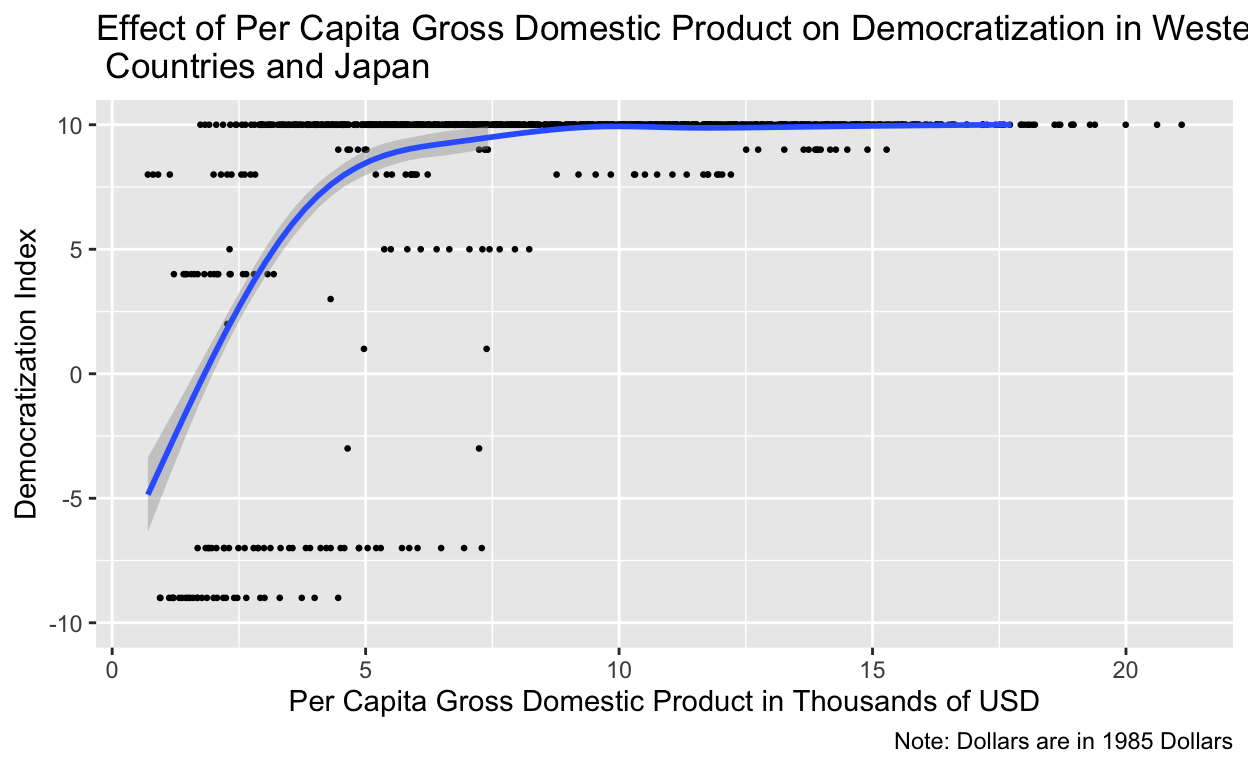 Effect of Per Capita Gross Domestic Product on Democratization in Weste
Countries and Japan
Democratization Index
10
5
0
-5
-10
0 5 10 15 20
Per Capita Gross Domestic Product in Thousands of USD
Note: Dollars are in 1985 Dollars